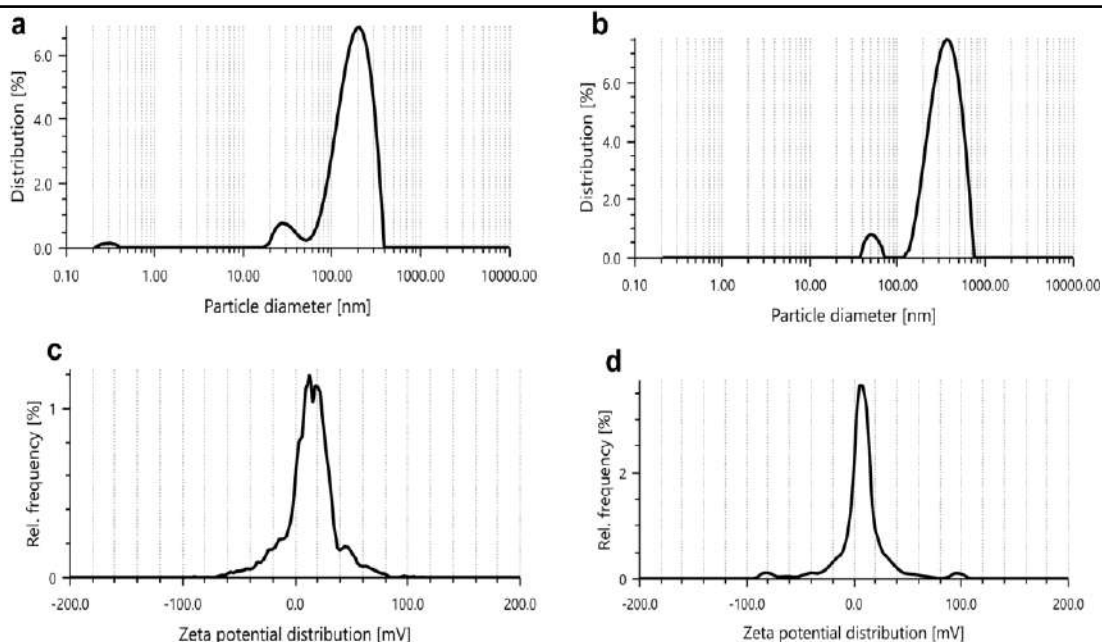 a
Distribution [%]
6.0
4.0
2.0
0.0
0.10 1.00 10.00 100.00 1000.00 10000.00
Particle diameter [nm]
b
Distribution [%]
6.0
4.0
2.0
0.0
0.10 1.00 10.00 100.00 1000.00 10000.00
Particle diameter [nm]
c
Rel. frequency [%]
1
0
-200.0 -100.0 0.0 100.0 200.0
Zeta potential distribution [mV]
d
Rel. frequency [%]
2
0
-200.0 -100.0 0.0 100.0 200.0
Zeta potential distribution [mV]